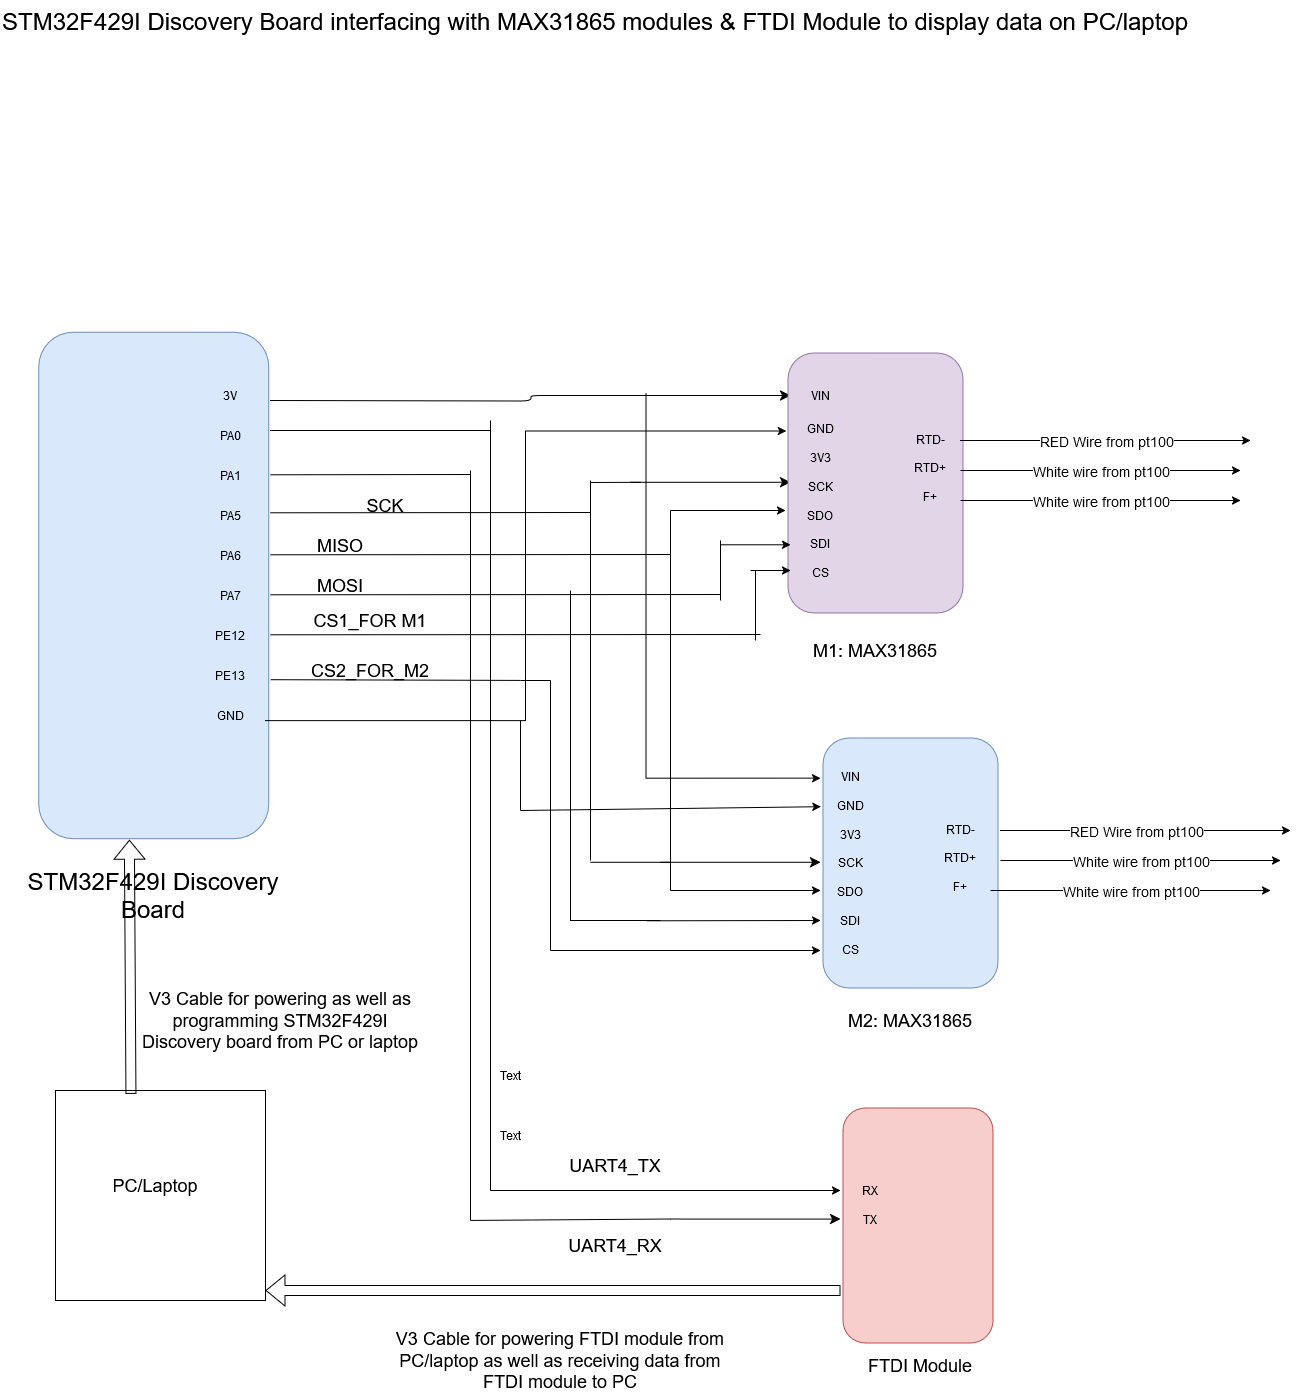 STM32F429I Discovery Board interfacing with MAX31865 modules & FTDI Module to display data on PC/laptop
3V
PA0
PA1
PA5
PA6
PA7
PE12
PE13
GND
SCK
MISO
MOSI
CS1_FOR M1
CS2_FOR_M2
VIN
GND
3V3
SCK
SDO
SDI
CS
RTD-
RTD+
F+
RED Wire from pt100
White wire from pt100
White wire from pt100
M1: MAX31865
VIN
GND
3V3
SCK
SDO
SDI
CS
RTD-
RTD+
F+
RED Wire from pt100
White wire from pt100
White wire from pt100
M2: MAX31865
STM32F429I Discovery
Board
V3 Cable for powering as well as
programming STM32F429I
Discovery board from PC or laptop
Text
Text
PC/Laptop
UART4_TX
UART4_RX
RX
TX
V3 Cable for powering FTDI module from
PC/laptop as well as receiving data from
FTDI module to PC
FTDI Module